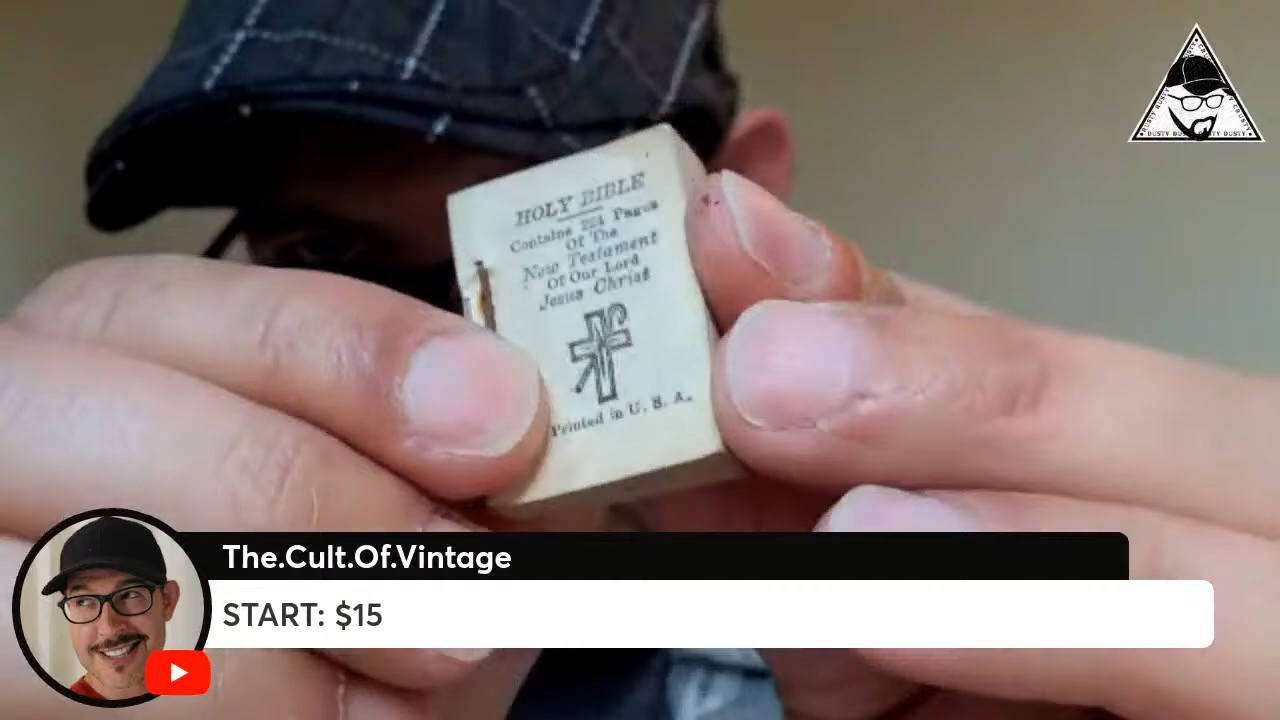 HOLY BIBLE
Contains 224 Pages
Of The
New Testament
Of Our Lord
Jesus Christ
Printed in U. S. A.
The.Cult.Of.Vintage
START: $15